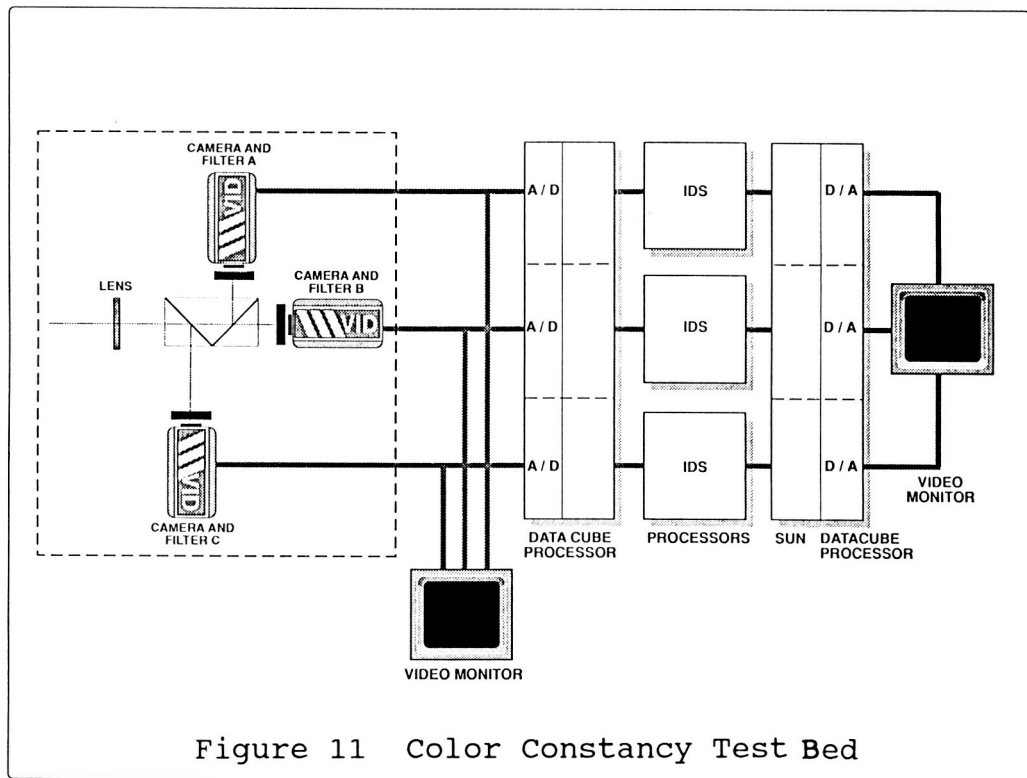 CAMERA AND
FILTER A
VID
LENS
CAMERA AND
FILTER B
VID
VID
CAMERA AND
FILTER C
A / D
A / D
A / D
IDS
IDS
IDS
D / A
D / A
D / A
DATA CUBE
PROCESSOR
PROCESSORS
SUN DATACUBE
PROCESSOR
VIDEO
MONITOR
VIDEO MONITOR
Figure 11 Color Constancy Test Bed